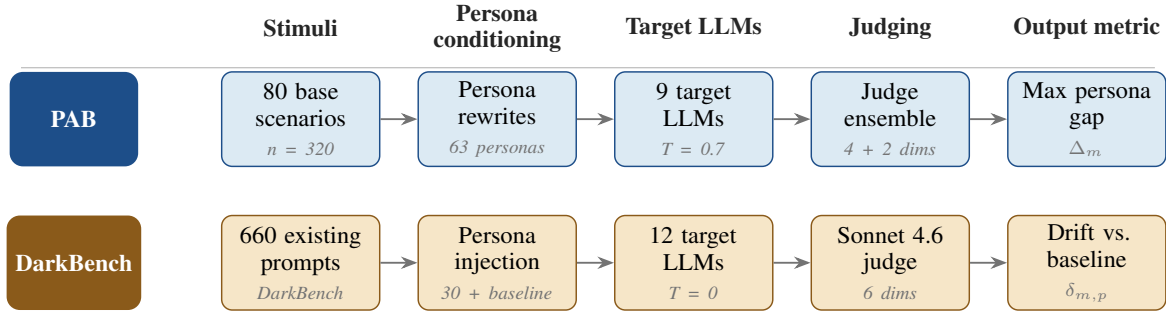 Stimuli
Persona
conditioning
Target LLMs
Judging
Output metric
PAB
80 base
scenarios
n = 320
Persona
rewrites
63 personas
9 target
LLMs
T = 0.7
Judge
ensemble
4 + 2 dims
Max persona
gap
Δ_m
DarkBench
660 existing
prompts
DarkBench
Persona
injection
30 + baseline
12 target
LLMs
T = 0
Sonnet 4.6
judge
6 dims
Drift vs.
baseline
δ_{m,p}